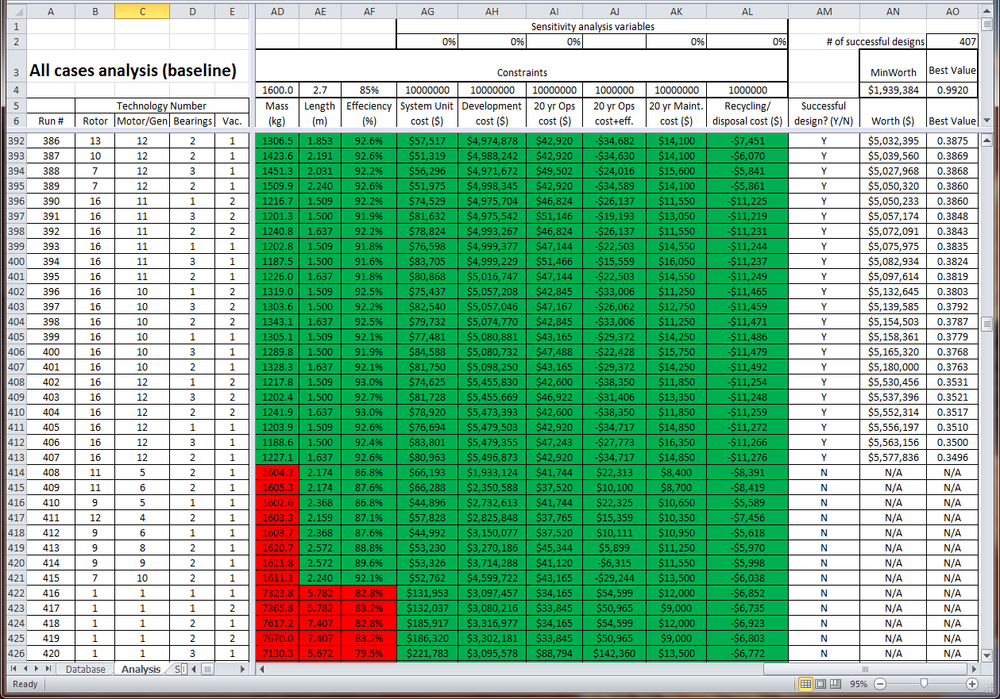 A B C D E AD AE AF AG AH AI AJ AK AL AM AN AO
1 Sensitivity analysis variables
2 0% 0% 0% 0% 0% # of successful designs 407
3 All cases analysis (baseline) Constraints MinWorth Best Value
4 1600.0 2.7 85% 10000000 10000000 10000000 1000000 10000000 1000000 $1,939,384 0.9920
5 Technology Number Mass Length Effeciency System Unit Development 20 yr Ops 20 yr Ops 20 yr Maint. Recycling/ Successful
6 Run # Rotor Motor/Gen Bearings Vac. (kg) (m) (%) cost ($) cost ($) cost ($) cost+eff. cost ($) disposal cost ($) design? (Y/N) Worth ($) Best Value
392 386 13 12 2 1 1306.5 1.853 92.6% $57,517 $4,974,878 $42,920 -$34,682 $14,100 -$7,451 Y $5,032,395 0.3875
393 387 10 12 2 1 1423.6 2.191 92.6% $51,319 $4,988,242 $42,920 -$34,630 $14,100 -$6,070 Y $5,039,560 0.3869
394 388 7 12 3 1 1451.3 2.031 92.2% $56,296 $4,971,672 $49,502 -$24,016 $15,600 -$5,841 Y $5,027,968 0.3868
395 389 7 12 2 1 1509.9 2.240 92.6% $51,975 $4,998,345 $42,920 -$34,589 $14,100 -$5,861 Y $5,050,320 0.3860
396 390 16 11 1 2 1216.7 1.509 92.2% $74,529 $4,975,704 $46,824 -$26,137 $11,550 -$11,225 Y $5,050,233 0.3860
397 391 16 11 3 2 1201.3 1.500 91.9% $81,632 $4,975,542 $51,146 -$19,193 $13,050 -$11,219 Y $5,057,174 0.3848
398 392 16 11 2 2 1240.8 1.637 92.2% $78,824 $4,993,267 $46,824 -$26,137 $11,550 -$11,231 Y $5,072,091 0.3843
399 393 16 11 1 1 1202.8 1.509 91.8% $76,598 $4,999,377 $47,144 -$22,503 $14,550 -$11,244 Y $5,075,975 0.3835
400 394 16 11 3 1 1187.5 1.500 91.6% $83,705 $4,999,229 $51,466 -$15,559 $16,050 -$11,237 Y $5,082,934 0.3824
401 395 16 11 2 1 1226.0 1.637 91.8% $80,868 $5,016,747 $47,144 -$22,503 $14,550 -$11,249 Y $5,097,614 0.3819
402 396 16 10 1 2 1319.0 1.509 92.5% $75,437 $5,057,208 $42,845 -$33,006 $11,250 -$11,465 Y $5,132,645 0.3803
403 397 16 10 3 2 1303.6 1.500 92.2% $82,540 $5,057,046 $47,167 -$26,062 $12,750 -$11,459 Y $5,139,585 0.3792
404 398 16 10 2 2 1343.1 1.637 92.5% $79,732 $5,074,770 $42,845 -$33,006 $11,250 -$11,471 Y $5,154,503 0.3787
405 399 16 10 1 1 1305.1 1.509 92.1% $77,481 $5,080,881 $43,165 -$29,372 $14,250 -$11,486 Y $5,158,361 0.3779
406 400 16 10 3 1 1289.8 1.500 91.9% $84,588 $5,080,732 $47,488 -$22,428 $15,750 -$11,479 Y $5,165,320 0.3768
407 401 16 10 2 1 1328.3 1.637 92.1% $81,750 $5,098,250 $43,165 -$29,372 $14,250 -$11,492 Y $5,180,000 0.3763
408 402 16 12 1 2 1217.8 1.509 93.0% $74,625 $5,455,830 $42,600 -$38,350 $11,850 -$11,254 Y $5,530,456 0.3531
409 403 16 12 3 2 1202.4 1.500 92.7% $81,728 $5,455,669 $46,922 -$31,406 $13,350 -$11,248 Y $5,537,396 0.3521
410 404 16 12 2 2 1241.9 1.637 93.0% $78,920 $5,473,393 $42,600 -$38,350 $11,850 -$11,259 Y $5,552,314 0.3517
411 405 16 12 1 1 1203.9 1.509 92.6% $76,694 $5,479,503 $42,920 -$34,717 $14,850 -$11,272 Y $5,556,197 0.3510
412 406 16 12 3 1 1188.6 1.500 92.4% $83,801 $5,479,355 $47,243 -$27,773 $16,350 -$11,266 Y $5,563,156 0.3500
413 407 16 12 2 1 1227.1 1.637 92.6% $80,963 $5,496,873 $42,920 -$34,717 $14,850 -$11,276 Y $5,577,836 0.3496
414 408 11 5 2 1 1604.2 2.174 86.8% $66,193 $1,933,124 $41,744 $22,313 $8,400 -$8,391 N N/A N/A
415 409 11 6 2 1 1605.3 2.174 87.6% $66,288 $2,350,588 $37,520 $10,100 $8,700 -$8,419 N N/A N/A
416 410 9 5 1 1 1602.6 2.368 86.8% $44,896 $2,732,613 $41,744 $22,325 $10,650 -$5,589 N N/A N/A
417 411 12 4 2 1 1603.3 2.159 87.1% $57,828 $2,825,848 $37,765 $15,359 $10,350 -$7,456 N N/A N/A
418 412 9 6 1 1 1603.7 2.368 87.6% $44,992 $3,150,077 $37,520 $10,111 $10,950 -$5,618 N N/A N/A
419 413 9 8 2 1 1620.7 2.572 88.8% $53,230 $3,270,186 $45,344 $5,899 $11,250 -$5,970 N N/A N/A
420 414 9 9 2 1 1621.8 2.572 89.6% $53,326 $3,714,288 $41,120 -$6,315 $11,550 -$5,998 N N/A N/A
421 415 7 10 2 1 1611.1 2.240 92.1% $52,762 $4,599,722 $43,165 -$29,244 $13,500 -$6,038 N N/A N/A
422 416 1 1 1 1 7323.8 5.782 82.8% $131,953 $3,097,457 $34,165 $54,599 $12,000 -$6,852 N N/A N/A
423 417 1 1 1 2 7365.8 5.782 83.2% $132,037 $3,080,216 $33,845 $50,965 $9,000 -$6,735 N N/A N/A
424 418 1 1 2 1 7617.2 7.407 82.8% $185,917 $3,316,977 $34,165 $54,599 $12,000 -$6,923 N N/A N/A
425 419 1 1 2 2 7670.0 7.407 83.2% $186,320 $3,302,181 $33,845 $50,965 $9,000 -$6,803 N N/A N/A
426 420 1 1 3 1 7130.3 5.672 79.5% $221,783 $3,095,578 $88,794 $142,360 $13,500 -$6,772 N N/A N/A
Database Analysis
Ready 95%